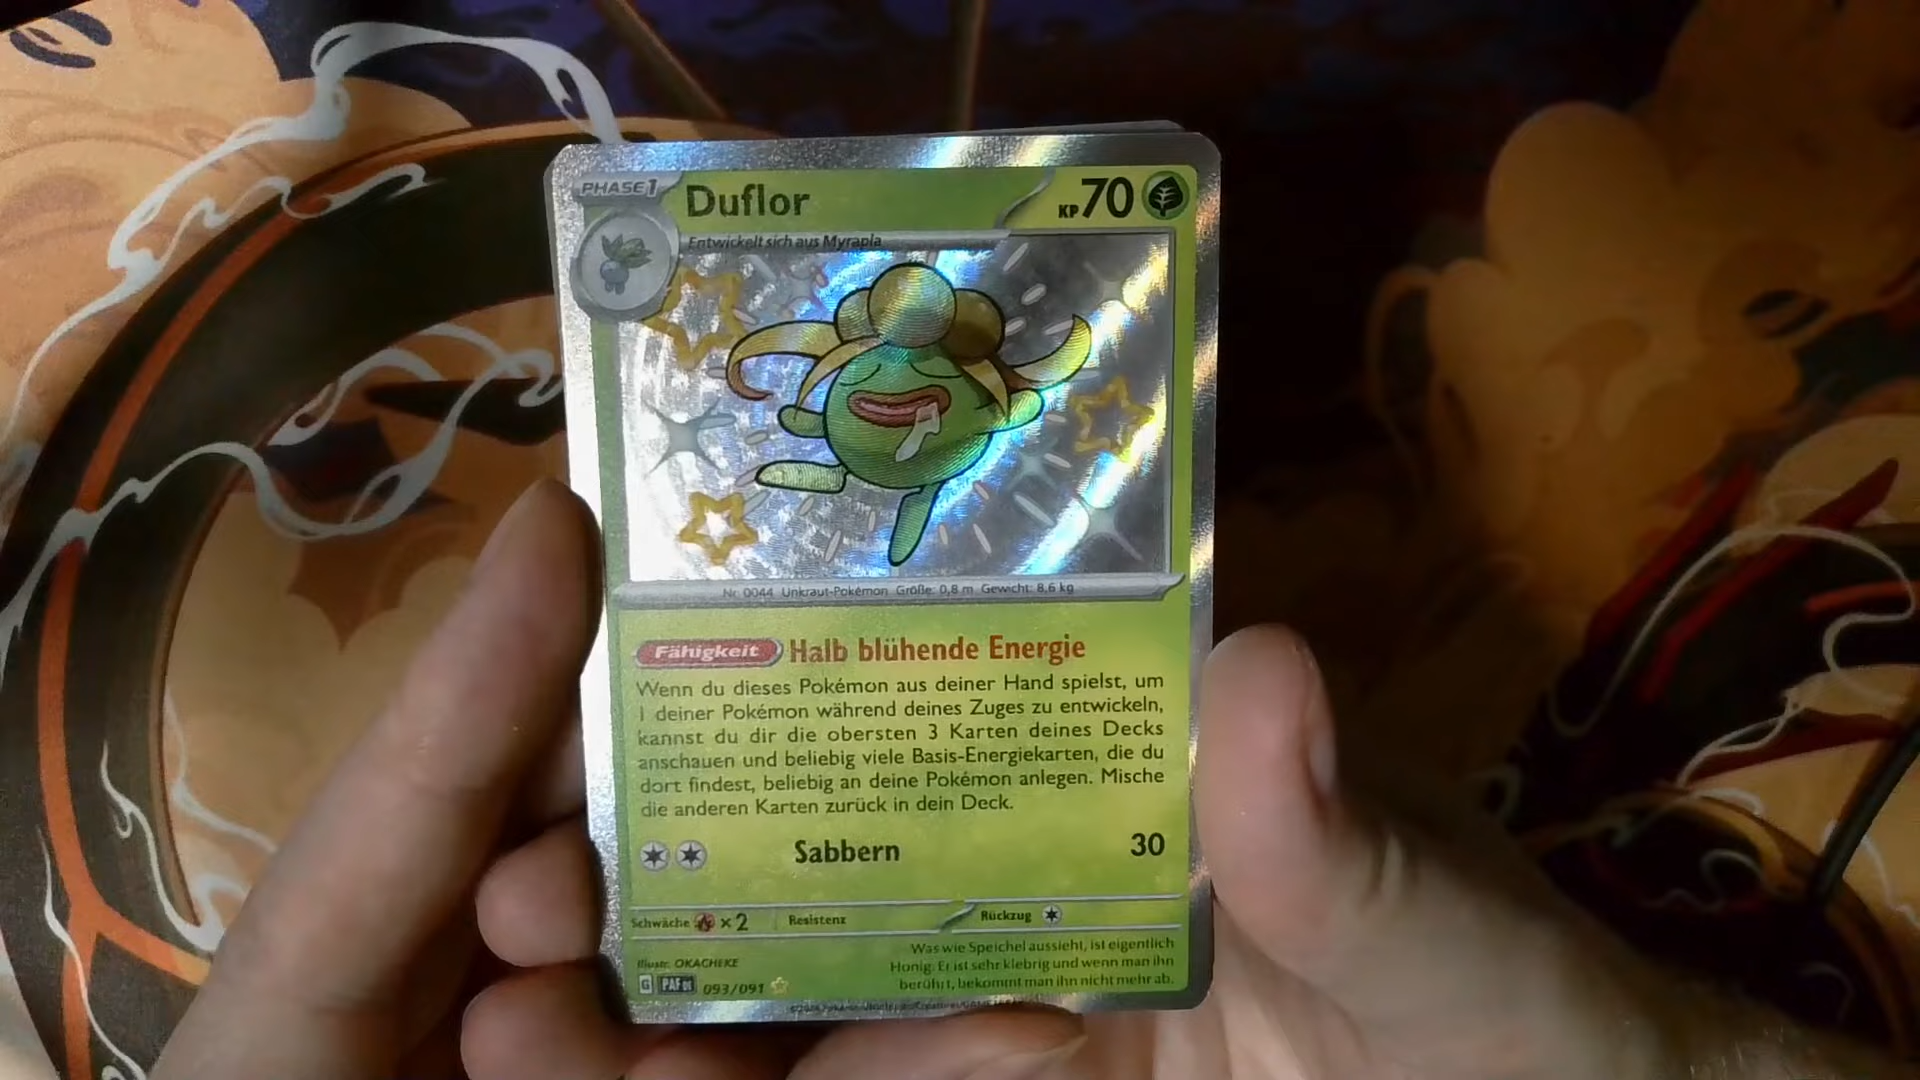 PHASE 1
Duflor
KP 70
Entwickelt sich aus Myrapla
Nr. 0044 Unkraut-Pokémon Größe: 0,8 m Gewicht: 8,6 kg
Fähigkeit Halb blühende Energie
Wenn du dieses Pokémon aus deiner Hand spielst, um
1 deiner Pokémon während deines Zuges zu entwickeln,
kannst du dir die obersten 3 Karten deines Decks
anschauen und beliebig viele Basis-Energiekarten, die du
dort findest, beliebig an deine Pokémon anlegen. Mische
die anderen Karten zurück in dein Deck.
Sabbern 30
Schwäche ×2 Resistenz Rückzug
Was wie Speichel aussieht, ist eigentlich
Honig. Er ist sehr klebrig und wenn man ihn
berührt, bekommt man ihn nicht mehr ab.
Illustr. OKACHEKE
G PAF DE 093/091